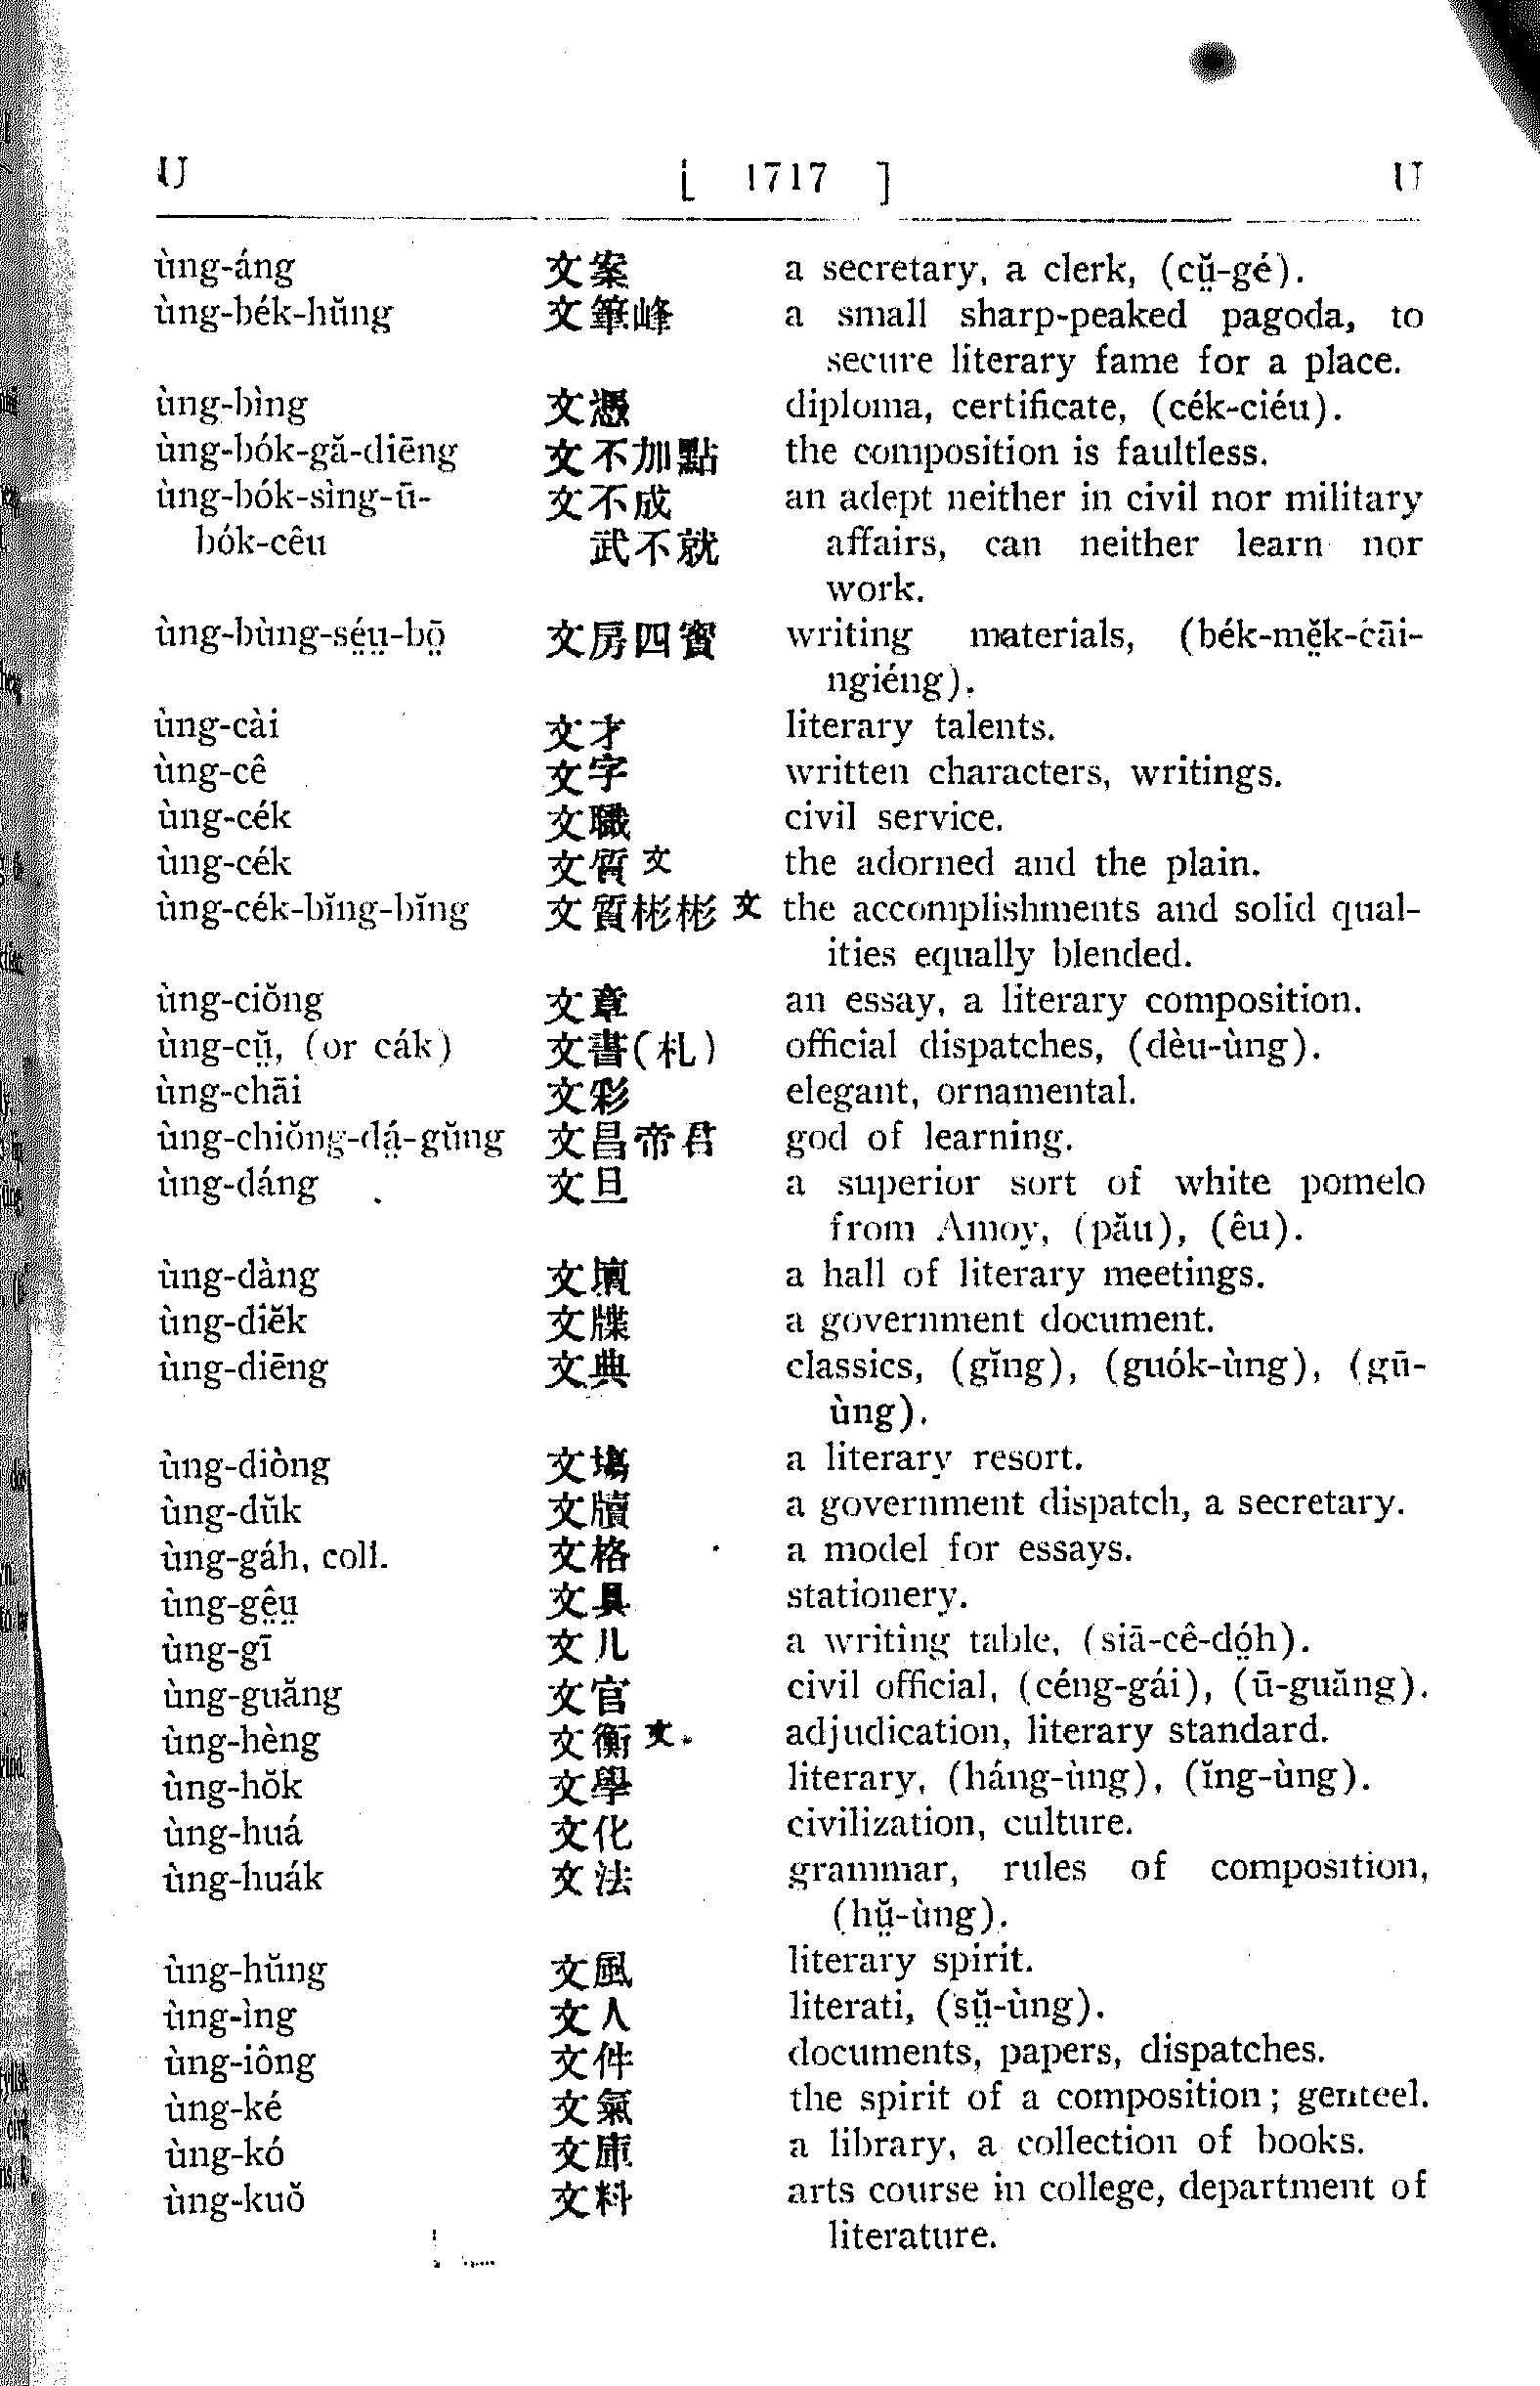 U [ 1717 ] U
ùng-áng 文案 a secretary, a clerk, (cṳ̆-gé).
ùng-bék-hŭng 文筆峰 a small sharp-peaked pagoda, to
secure literary fame for a place.
ùng-bìng 文憑 diploma, certificate, (cék-ciéu).
ùng-bók-gă-diēng 文不加點 the composition is faultless.
ùng-bók-sìng-ū- 文不成 an adept neither in civil nor military
bók-cêu 武不就 affairs, can neither learn nor
work.
ùng-bùng-sé̤ṳ-bō̤ 文房四寶 writing materials, (bék-mĕ̤k-cāi-
ngiéng).
ùng-cài 文才 literary talents.
ùng-cê 文字 written characters, writings.
ùng-cék 文職 civil service.
ùng-cék 文質 文 the adorned and the plain.
ùng-cék-bĭng-bĭng 文質彬彬 文 the accomplishments and solid qual-
ities equally blended.
ùng-ciŏng 文章 an essay, a literary composition.
ùng-cṳ̆, (or cák) 文書(札) official dispatches, (dèu-ùng).
ùng-chāi 文彩 elegant, ornamental.
ùng-chiŏng-dá̤-gŭng 文昌帝君 god of learning.
ùng-dáng 文旦 a superior sort of white pomelo
from Amoy, (pău), (êu).
ùng-dàng 文壇 a hall of literary meetings.
ùng-diĕk 文牒 a government document.
ùng-diēng 文典 classics, (gĭng), (guók-ùng), (gū-
ùng).
ùng-diòng 文場 a literary resort.
ùng-dŭk 文牘 a government dispatch, a secretary.
ùng-gáh, coll. 文格 a model for essays.
ùng-gê̤ṳ 文具 stationery.
ùng-gī 文几 a writing table, (siā-cê-dó̤h).
ùng-guăng 文官 civil official, (céng-gái), (ū-guăng).
ùng-hèng 文衡 文. adjudication, literary standard.
ùng-hŏk 文學 literary, (háng-ùng), (ĭng-ùng).
ùng-huá 文化 civilization, culture.
ùng-huák 文法 grammar, rules of composition,
(hṳ̆-ùng).
ùng-hŭng 文風 literary spirit.
ùng-ìng 文人 literati, (sṳ̆-ùng).
ùng-iông 文件 documents, papers, dispatches.
ùng-ké 文氣 the spirit of a composition; genteel.
ùng-kó 文庫 a library, a collection of books.
ùng-kuŏ 文科 arts course in college, department of
literature.